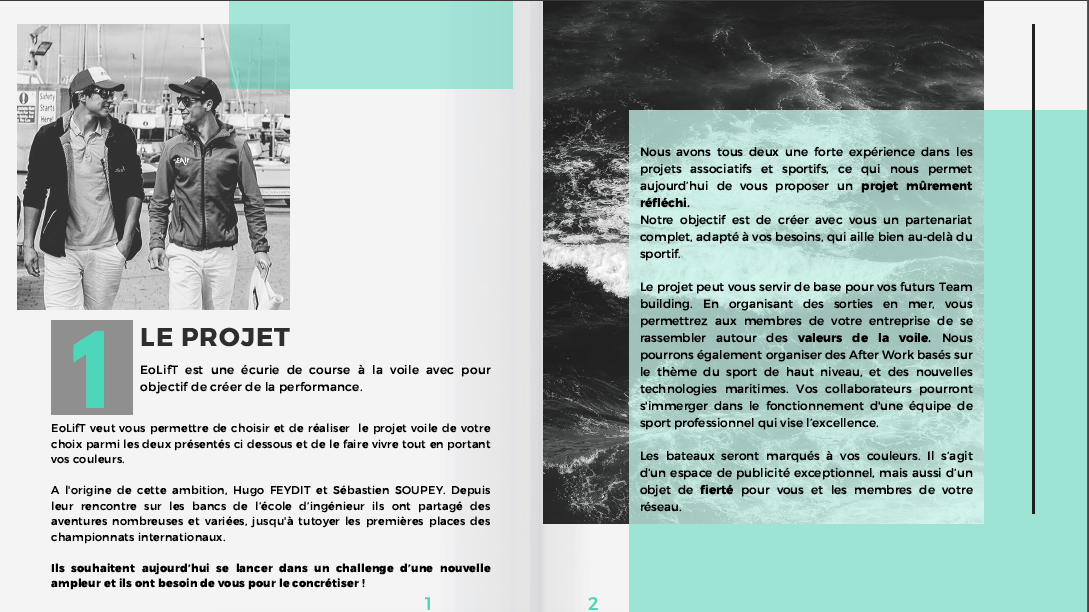 Safety
Starts
Here!
1
LE PROJET
EoLifT est une écurie de course à la voile avec pour
objectif de créer de la performance.
EoLifT veut vous permettre de choisir et de réaliser le projet voile de votre
choix parmi les deux présentés ci dessous et de le faire vivre tout en portant
vos couleurs.
A l'origine de cette ambition, Hugo FEYDIT et Sébastien SOUPEY. Depuis
leur rencontre sur les bancs de l'école d'ingénieur ils ont partagé des
aventures nombreuses et variées, jusqu'à tutoyer les premières places des
championnats internationaux.
Ils souhaitent aujourd'hui se lancer dans un challenge d'une nouvelle
ampleur et ils ont besoin de vous pour le concrétiser !
1
Nous avons tous deux une forte expérience dans les
projets associatifs et sportifs, ce qui nous permet
aujourd'hui de vous proposer un projet mûrement
réfléchi.
Notre objectif est de créer avec vous un partenariat
complet, adapté à vos besoins, qui aille bien au-delà du
sportif.
Le projet peut vous servir de base pour vos futurs Team
building. En organisant des sorties en mer, vous
permettrez aux membres de votre entreprise de se
rassembler autour des valeurs de la voile. Nous
pourrons également organiser des After Work basés sur
le thème du sport de haut niveau, et des nouvelles
technologies maritimes. Vos collaborateurs pourront
s'immerger dans le fonctionnement d'une équipe de
sport professionnel qui vise l'excellence.
Les bateaux seront marqués à vos couleurs. Il s'agit
d'un espace de publicité exceptionnel, mais aussi d'un
objet de fierté pour vous et les membres de votre
réseau.
2